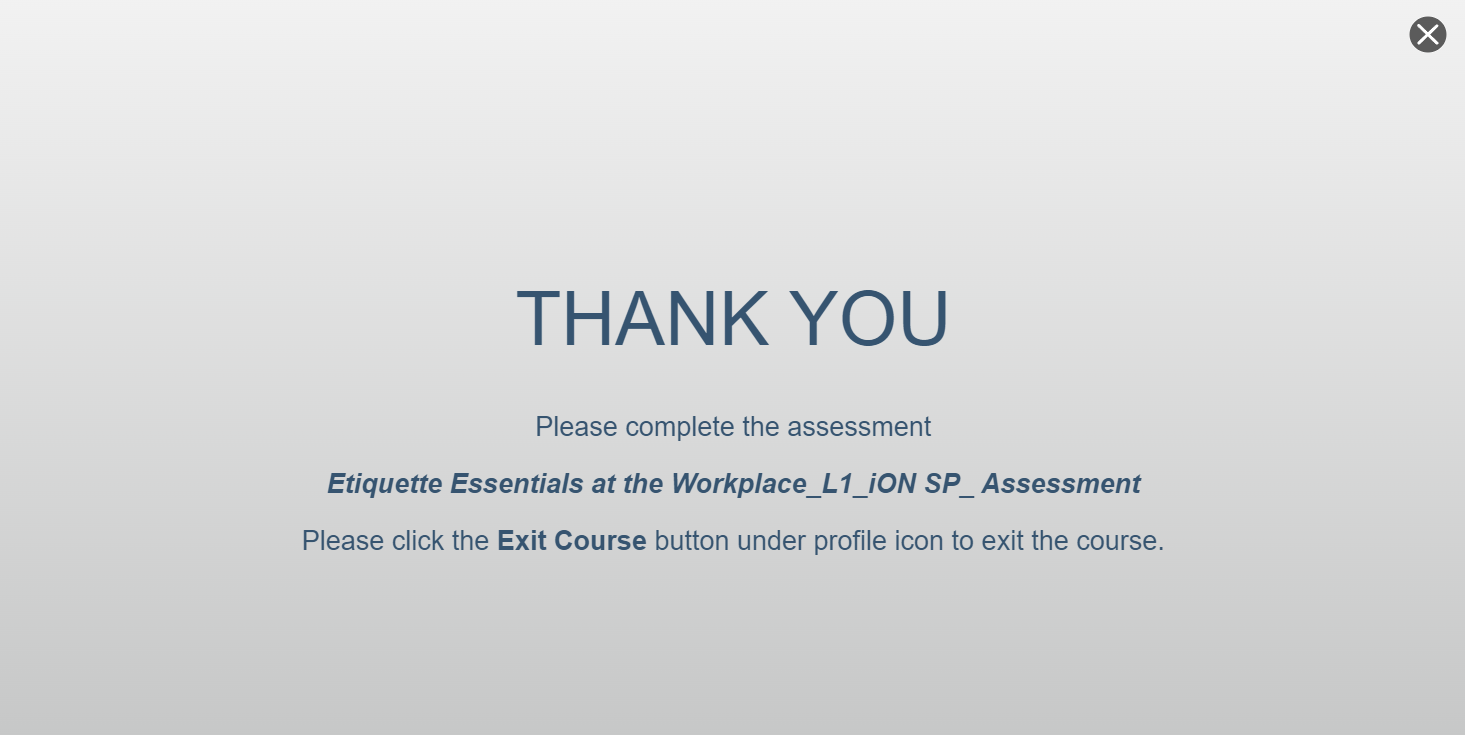 THANK YOU
Please complete the assessment
Etiquette Essentials at the Workplace_L1_iON SP_ Assessment
Please click the Exit Course button under profile icon to exit the course.